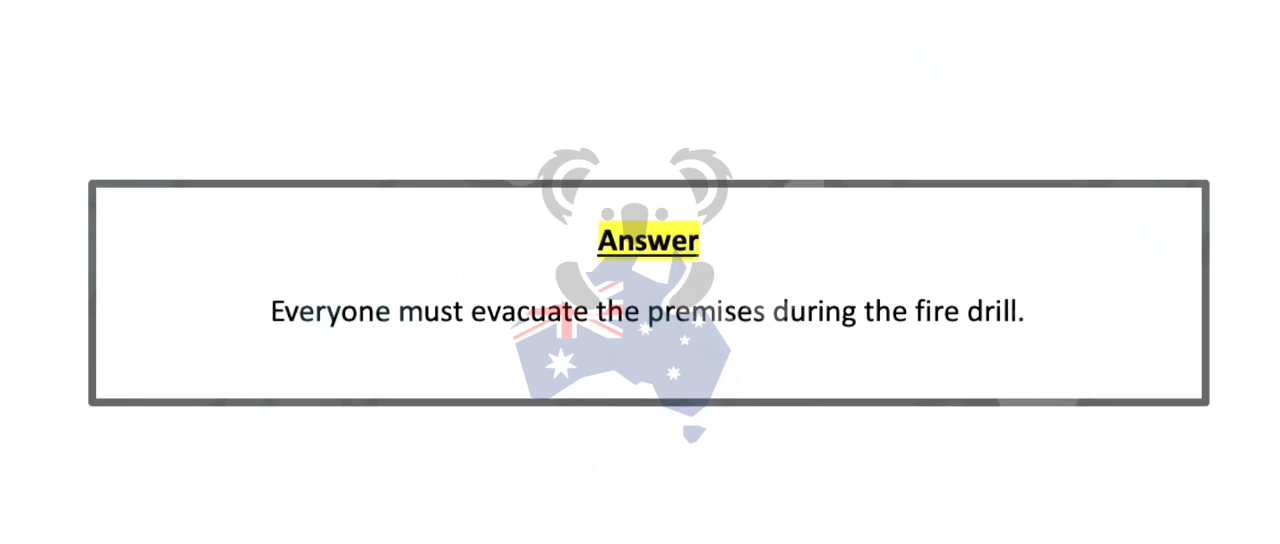 Answer
Everyone must evacuate the premises during the fire drill.